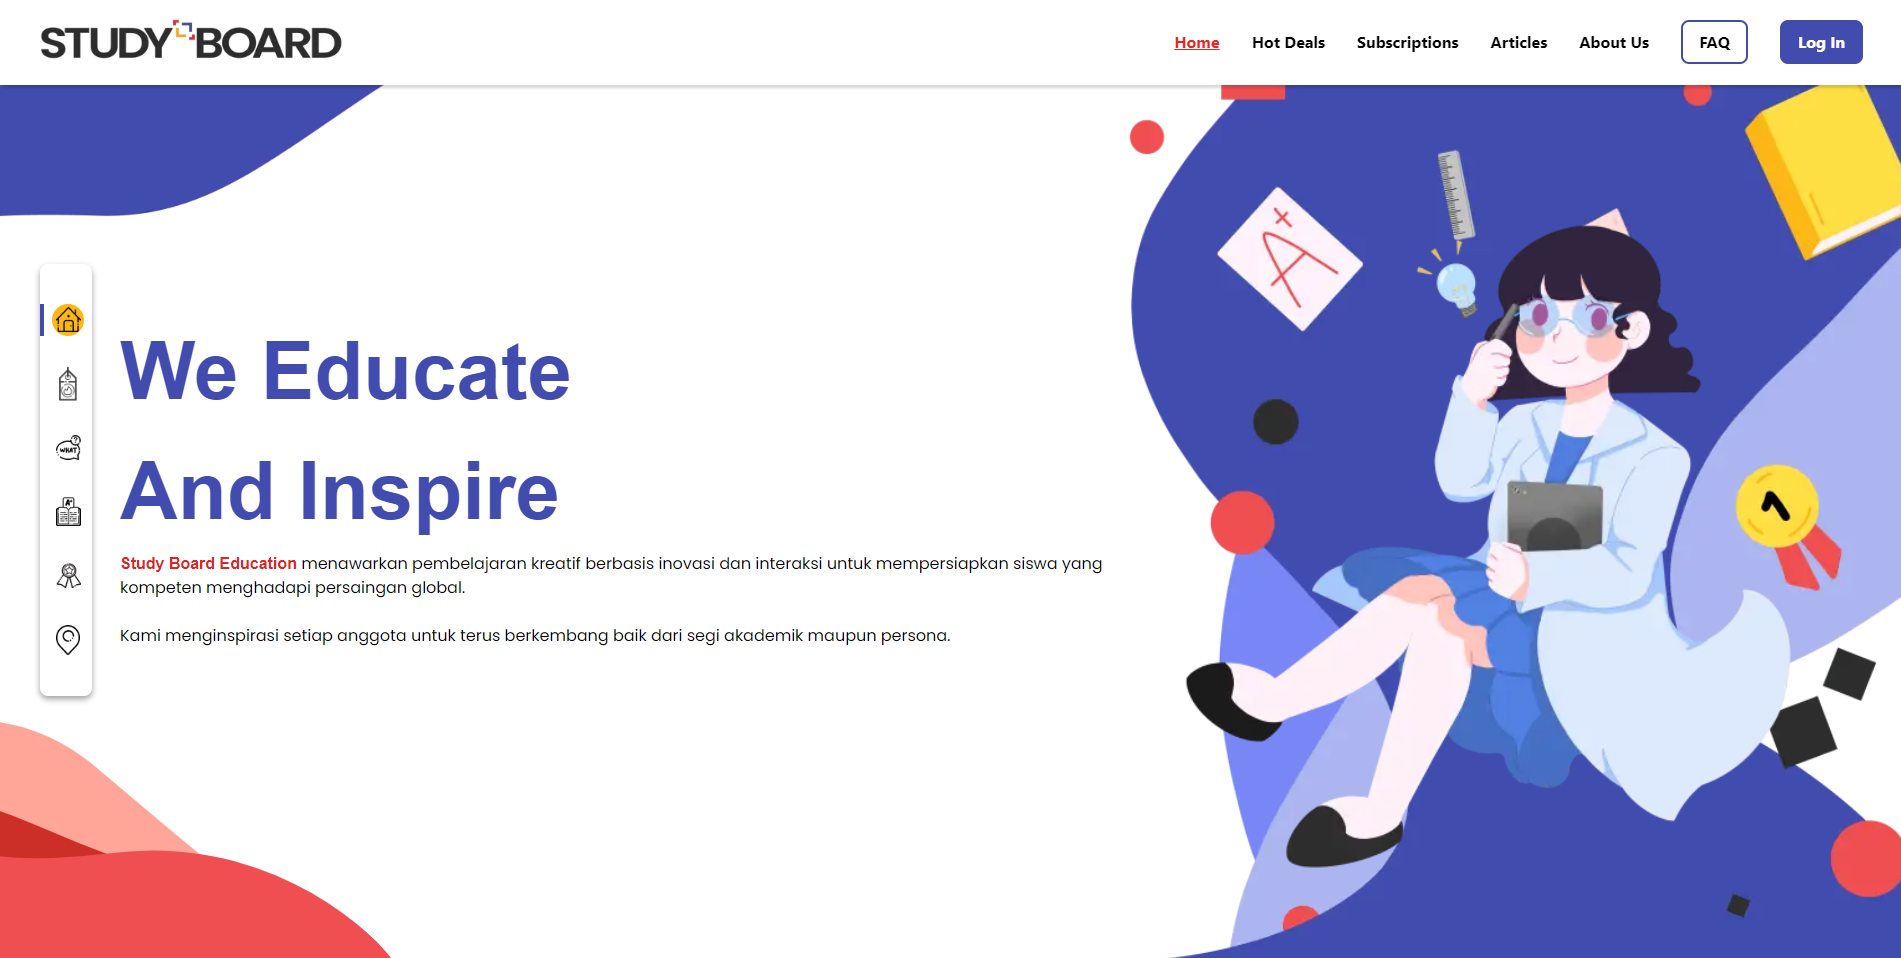 STUDY BOARD
Home Hot Deals Subscriptions Articles About Us FAQ Log In
A+
WHAT ?
A+
1
We Educate
And Inspire
Study Board Education menawarkan pembelajaran kreatif berbasis inovasi dan interaksi untuk mempersiapkan siswa yang
kompeten menghadapi persaingan global.
Kami menginspirasi setiap anggota untuk terus berkembang baik dari segi akademik maupun persona.